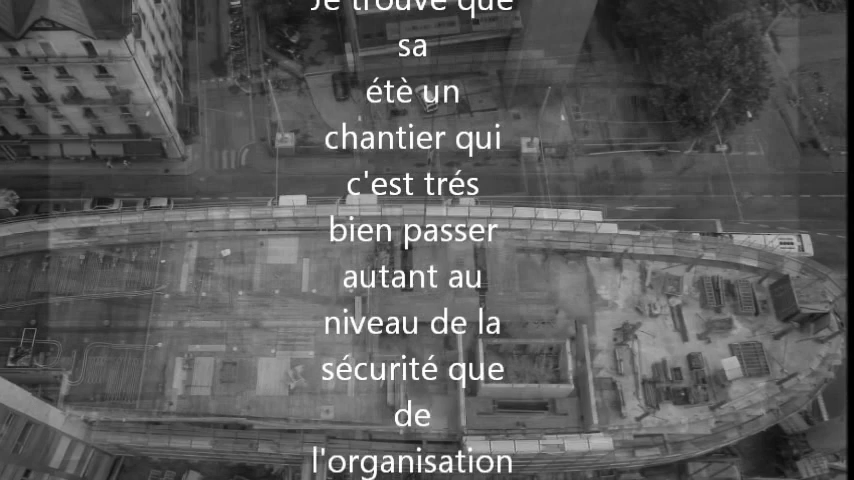 Je trouve que
sa
étè un
chantier qui
c'est trés
bien passer
autant au
niveau de la
sécurité que
de
l'organisation